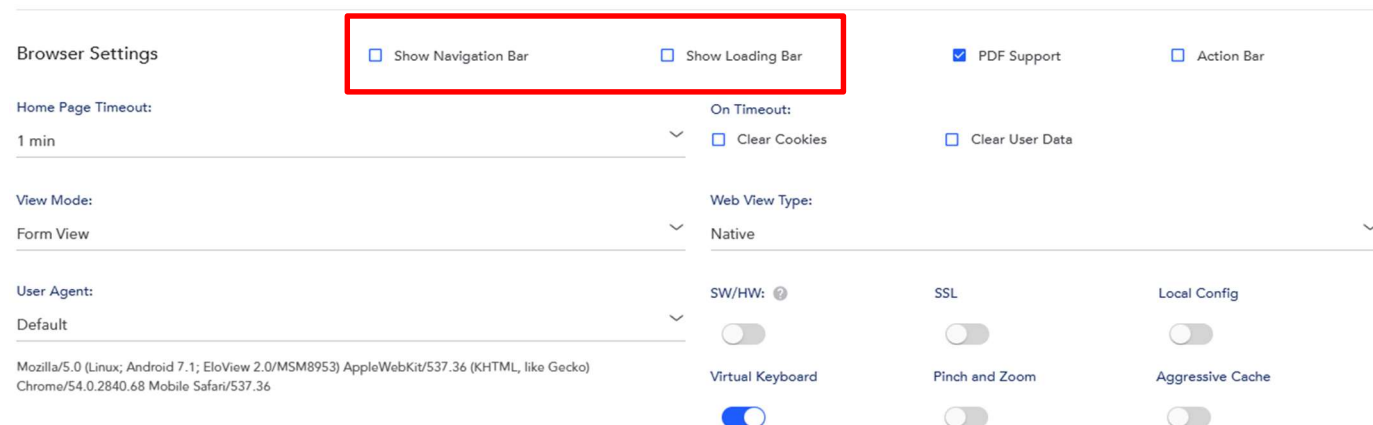 Browser Settings
Show Navigation Bar
Show Loading Bar
PDF Support
Action Bar
Home Page Timeout:
1 min
On Timeout:
Clear Cookies
Clear User Data
View Mode:
Form View
Web View Type:
Native
User Agent:
Default
Mozilla/5.0 (Linux; Android 7.1; EloView 2.0/MSM8953) AppleWebKit/537.36 (KHTML, like Gecko)
Chrome/54.0.2840.68 Mobile Safari/537.36
SW/HW: ?
SSL
Local Config
Virtual Keyboard
Pinch and Zoom
Aggressive Cache